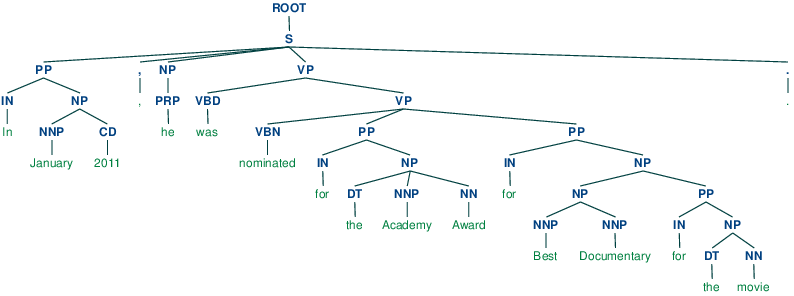 ROOT
S
PP , NP VP .
IN NP , PRP VBD VP .
In NNP CD he was VBN PP PP
January 2011 nominated IN NP IN NP
for DT NNP NN for NP PP
the Academy Award NNP NNP IN NP
Best Documentary for DT NN
the movie